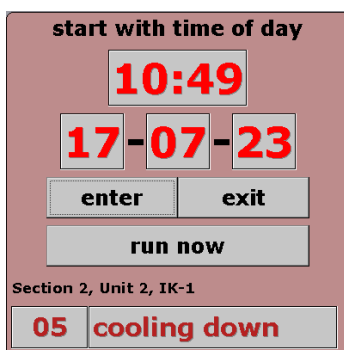 start with time of day
10:49
17-07-23
enter exit
run now
Section 2, Unit 2, IK-1
05 cooling down